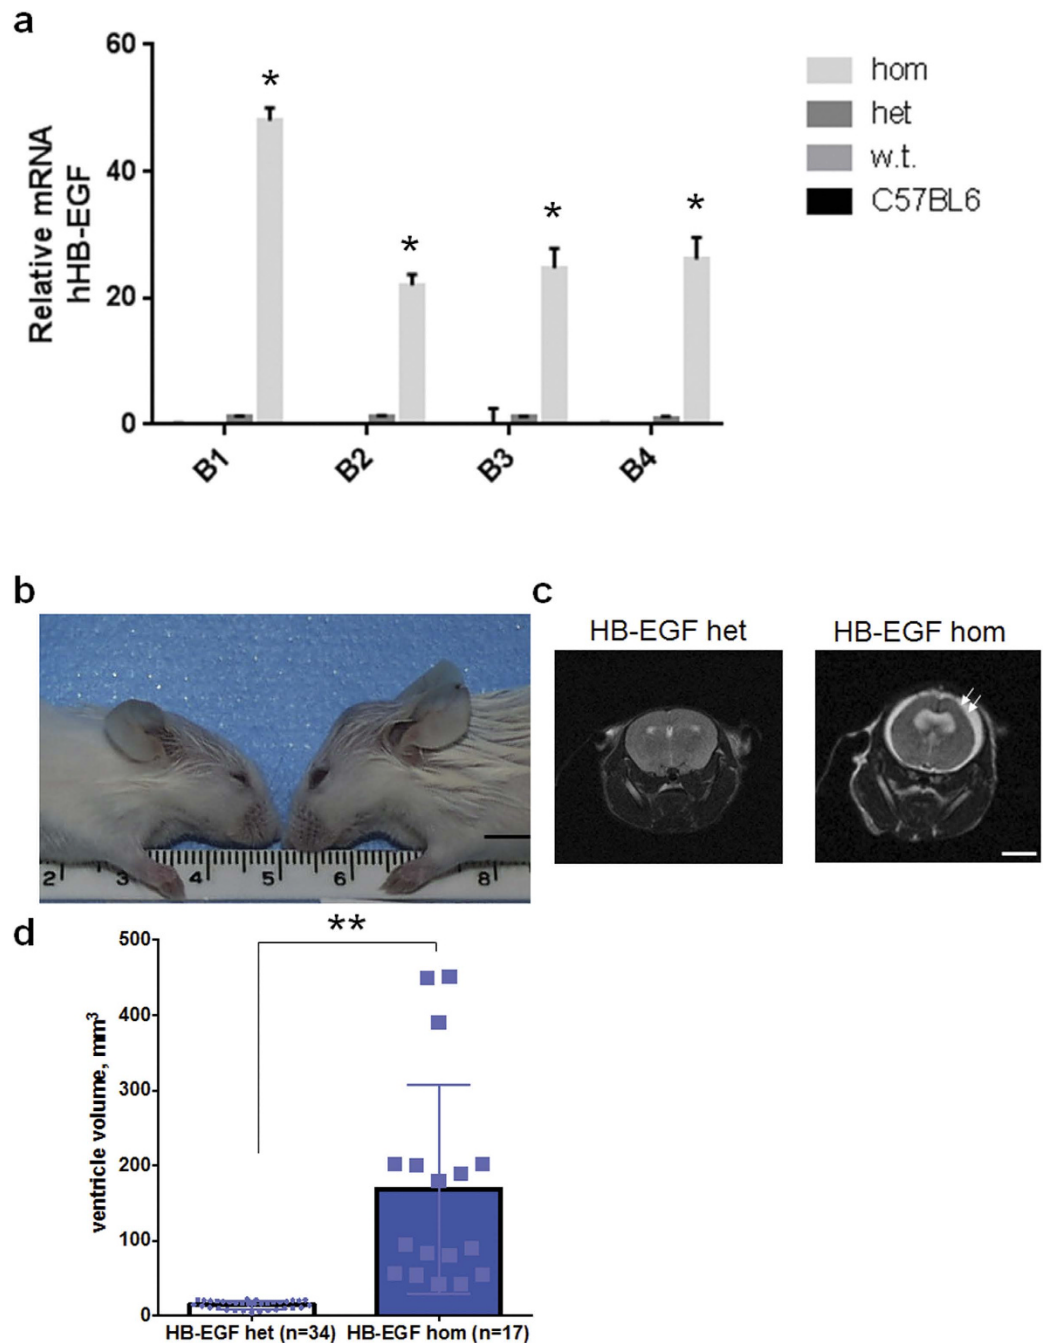 a
60
40
20
0
Relative mRNA
hHB-EGF
*
*
*
*
B1
B2
B3
B4
hom
het
w.t.
C57BL6
b
2 3 4 5 6 8
c
HB-EGF het
HB-EGF hom
d
**
500
400
300
200
100
0
ventricle volume, mm³
HB-EGF het (n=34)
HB-EGF hom (n=17)